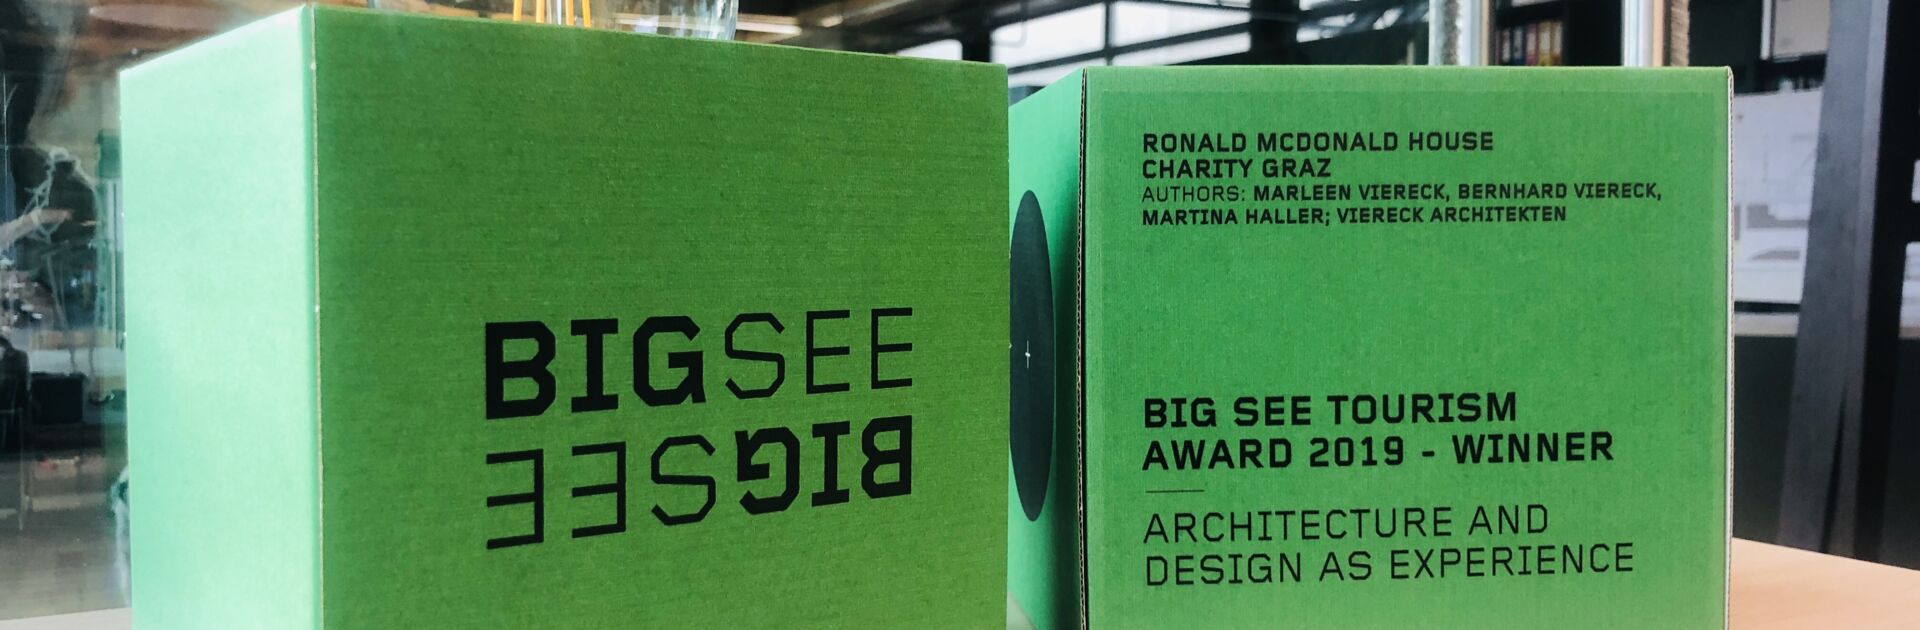 BIGSEE
BIGSEE
RONALD MCDONALD HOUSE
CHARITY GRAZ
AUTHORS: MARLEEN VIERECK, BERNHARD VIERECK,
MARTINA HALLER; VIERECK ARCHITEKTEN
BIG SEE TOURISM
AWARD 2019 - WINNER
ARCHITECTURE AND
DESIGN AS EXPERIENCE